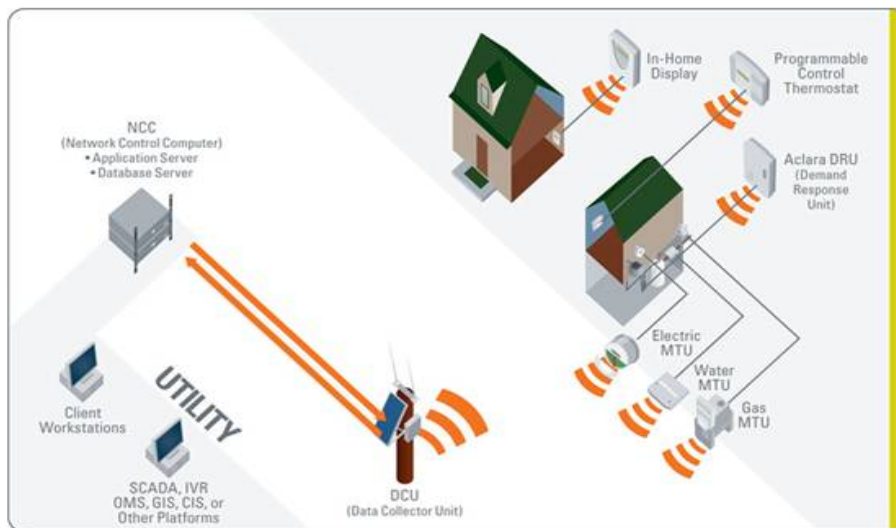 In-Home
Display
Programmable
Control
Thermostat
NCC
(Network Control Computer)
• Application Server
• Database Server
Aclara DRU
(Demand
Response
Unit)
Electric
MTU
Water
MTU
Gas
MTU
UTILITY
Client
Workstations
SCADA, IVR
OMS, GIS, CIS, or
Other Platforms
DCU
(Data Collector Unit)